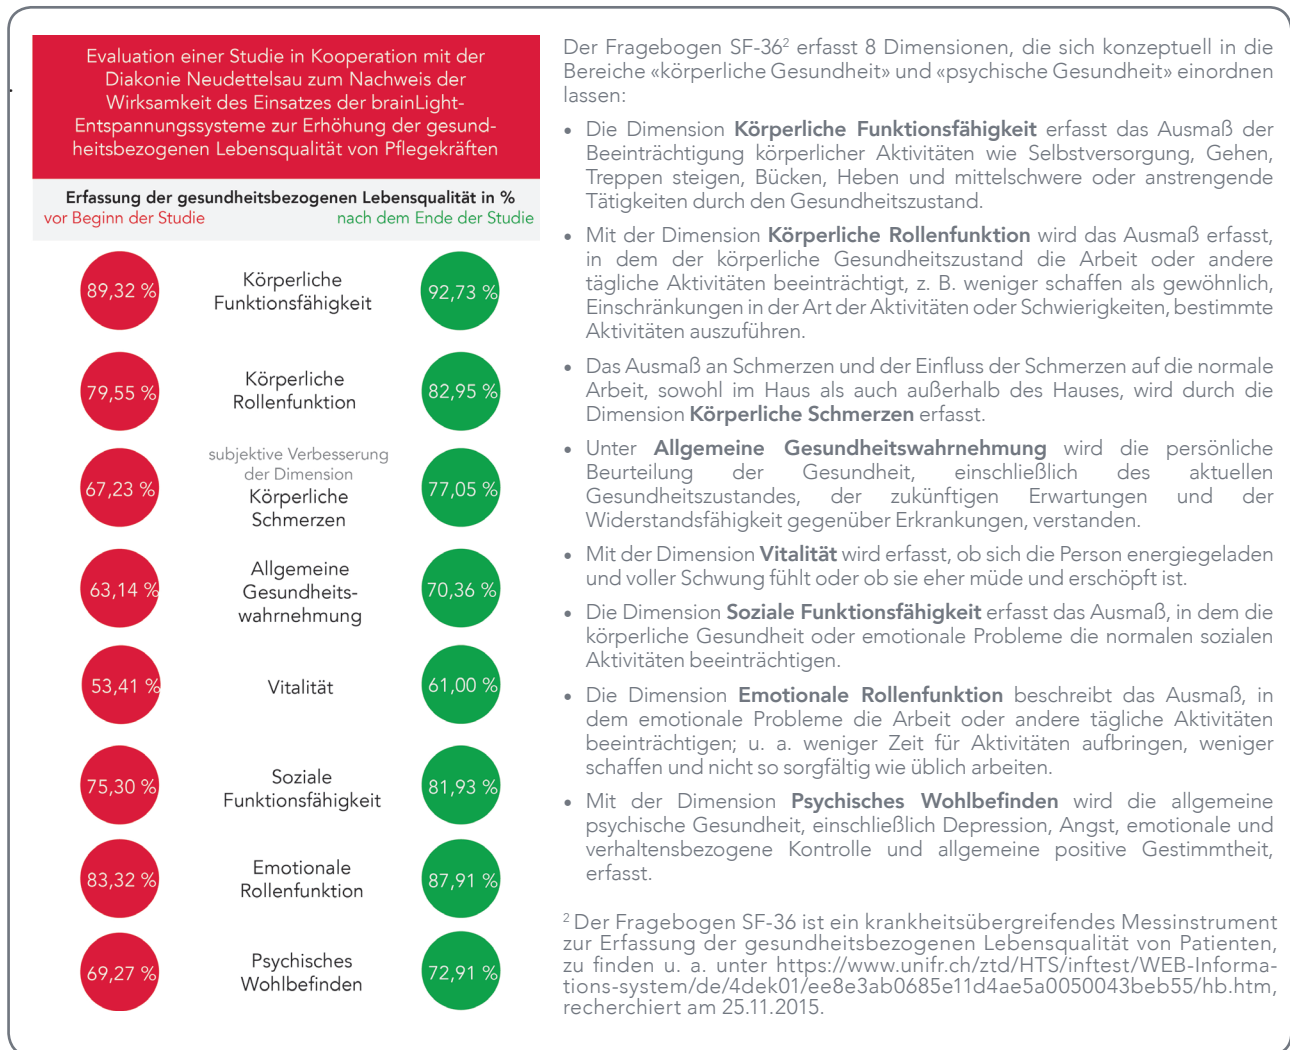 Evaluation einer Studie in Kooperation mit der
Diakonie Neudettelsau zum Nachweis der
Wirksamkeit des Einsatzes der brainLight-
Entspannungssysteme zur Erhöhung der gesund-
heitsbezogenen Lebensqualität von Pflegekräften
Erfassung der gesundheitsbezogenen Lebensqualität in %
vor Beginn der Studie nach dem Ende der Studie
89,32 % Körperliche Funktionsfähigkeit 92,73 %
79,55 % Körperliche Rollenfunktion 82,95 %
subjektive Verbesserung
der Dimension
67,23 % Körperliche Schmerzen 77,05 %
63,14 % Allgemeine Gesundheits-
wahrnehmung 70,36 %
53,41 % Vitalität 61,00 %
75,30 % Soziale Funktionsfähigkeit 81,93 %
83,32 % Emotionale Rollenfunktion 87,91 %
69,27 % Psychisches Wohlbefinden 72,91 %
Der Fragebogen SF-36² erfasst 8 Dimensionen, die sich konzeptuell in die
Bereiche «körperliche Gesundheit» und «psychische Gesundheit» einordnen
lassen:
• Die Dimension Körperliche Funktionsfähigkeit erfasst das Ausmaß der
Beeinträchtigung körperlicher Aktivitäten wie Selbstversorgung, Gehen,
Treppen steigen, Bücken, Heben und mittelschwere oder anstrengende
Tätigkeiten durch den Gesundheitszustand.
• Mit der Dimension Körperliche Rollenfunktion wird das Ausmaß erfasst,
in dem der körperliche Gesundheitszustand die Arbeit oder andere
tägliche Aktivitäten beeinträchtigt, z. B. weniger schaffen als gewöhnlich,
Einschränkungen in der Art der Aktivitäten oder Schwierigkeiten, bestimmte
Aktivitäten auszuführen.
• Das Ausmaß an Schmerzen und der Einfluss der Schmerzen auf die normale
Arbeit, sowohl im Haus als auch außerhalb des Hauses, wird durch die
Dimension Körperliche Schmerzen erfasst.
• Unter Allgemeine Gesundheitswahrnehmung wird die persönliche
Beurteilung der Gesundheit, einschließlich des aktuellen
Gesundheitszustandes, der zukünftigen Erwartungen und der
Widerstandsfähigkeit gegenüber Erkrankungen, verstanden.
• Mit der Dimension Vitalität wird erfasst, ob sich die Person energiegeladen
und voller Schwung fühlt oder ob sie eher müde und erschöpft ist.
• Die Dimension Soziale Funktionsfähigkeit erfasst das Ausmaß, in dem die
körperliche Gesundheit oder emotionale Probleme die normalen sozialen
Aktivitäten beeinträchtigen.
• Die Dimension Emotionale Rollenfunktion beschreibt das Ausmaß, in
dem emotionale Probleme die Arbeit oder andere tägliche Aktivitäten
beeinträchtigen; u. a. weniger Zeit für Aktivitäten aufbringen, weniger
schaffen und nicht so sorgfältig wie üblich arbeiten.
• Mit der Dimension Psychisches Wohlbefinden wird die allgemeine
psychische Gesundheit, einschließlich Depression, Angst, emotionale und
verhaltensbezogene Kontrolle und allgemeine positive Gestimmtheit,
erfasst.
² Der Fragebogen SF-36 ist ein krankheitsübergreifendes Messinstrument
zur Erfassung der gesundheitsbezogenen Lebensqualität von Patienten,
zu finden u. a. unter https://www.unifr.ch/ztd/HTS/inftest/WEB-Informa-
tions-system/de/4dek01/ee8e3ab0685e11d4ae5a0050043beb55/hb.htm,
recherchiert am 25.11.2015.